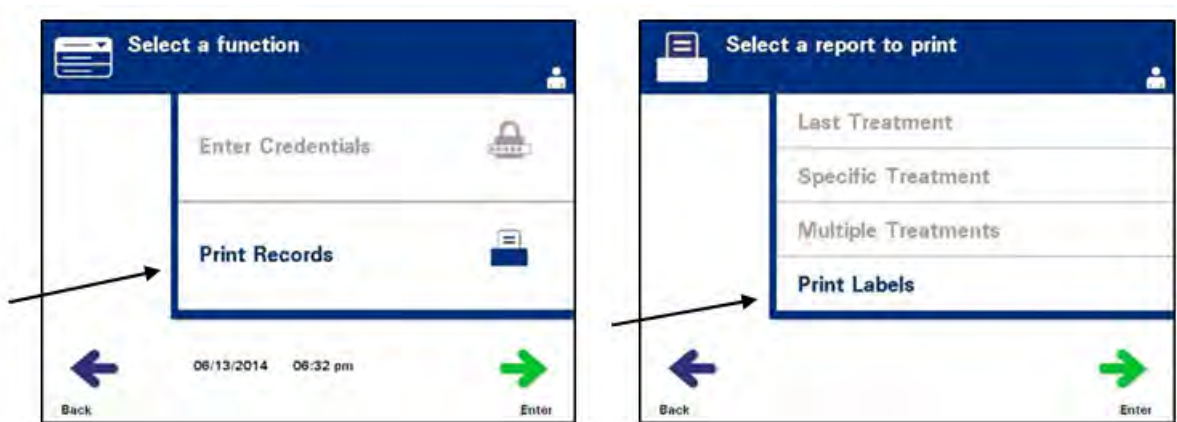 Select a function
Enter Credentials
Print Records
06/13/2014 06:32 pm
Back
Enter
Select a report to print
Last Treatment
Specific Treatment
Multiple Treatments
Print Labels
Back
Enter